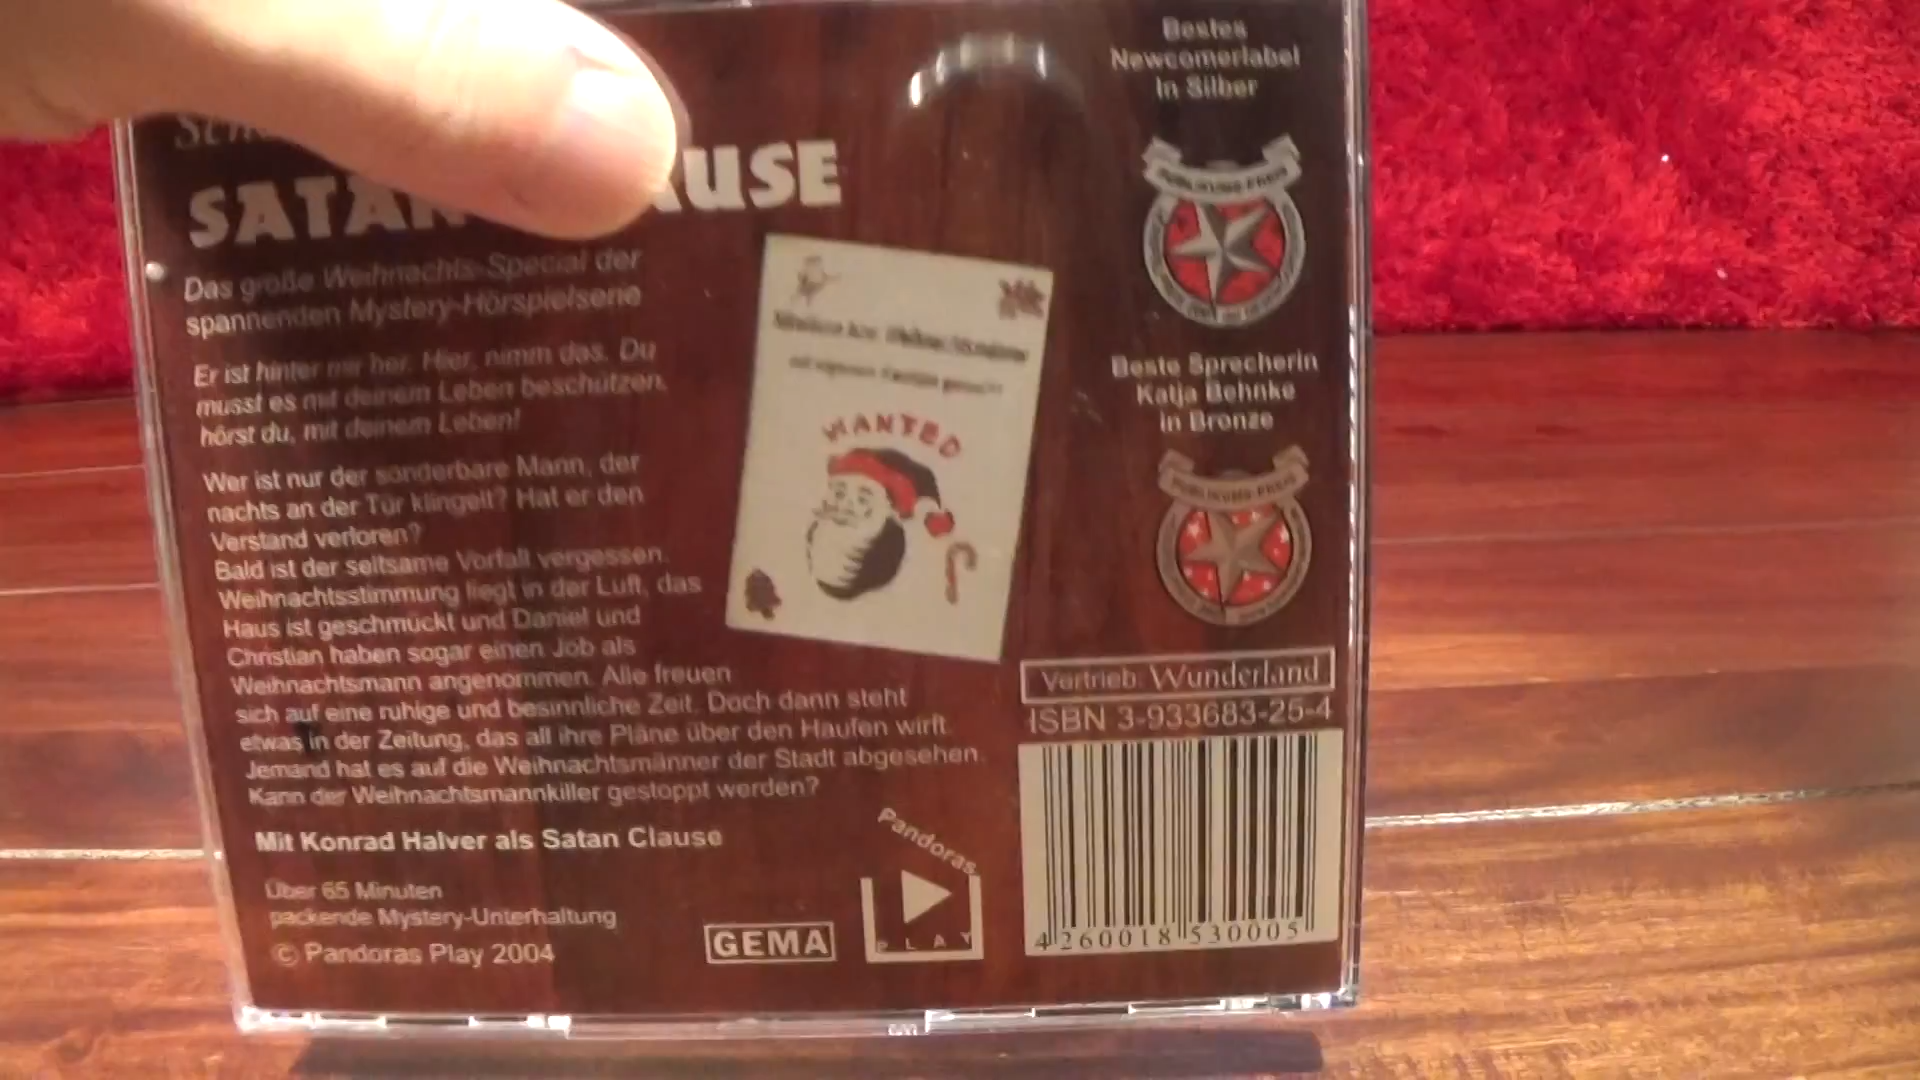 SATAN CLAUSE
Das große Weihnachts-Special der
spannenden Mystery-Hörspielserie
Er ist hinter mir her. Hier, nimm das. Du
musst es mit deinem Leben beschützen,
hörst du, mit deinem Leben!
Wer ist nur der sonderbare Mann, der
nachts an der Tür klingelt? Hat er den
Verstand verloren?
Bald ist der seltsame Vorfall vergessen.
Weihnachtsstimmung liegt in der Luft, das
Haus ist geschmückt und Daniel und
Christian haben sogar einen Job als
Weihnachtsmann angenommen. Alle freuen
sich auf eine ruhige und besinnliche Zeit. Doch dann steht
etwas in der Zeitung, das all ihre Pläne über den Haufen wirft.
Jemand hat es auf die Weihnachtsmänner der Stadt abgesehen.
Kann der Weihnachtsmannkiller gestoppt werden?
Mit Konrad Halver als Satan Clause
Über 65 Minuten
packende Mystery-Unterhaltung
© Pandoras Play 2004
GEMA
Pandoras
PLAY
WANTED
Bestes
Newcomerlabel
in Silber
PUBLIKUMS-PREIS
Beste Sprecherin
Katja Behnke
in Bronze
PUBLIKUMS-PREIS
Vertrieb: Wunderland
ISBN 3-933683-25-4
4 260018 530005